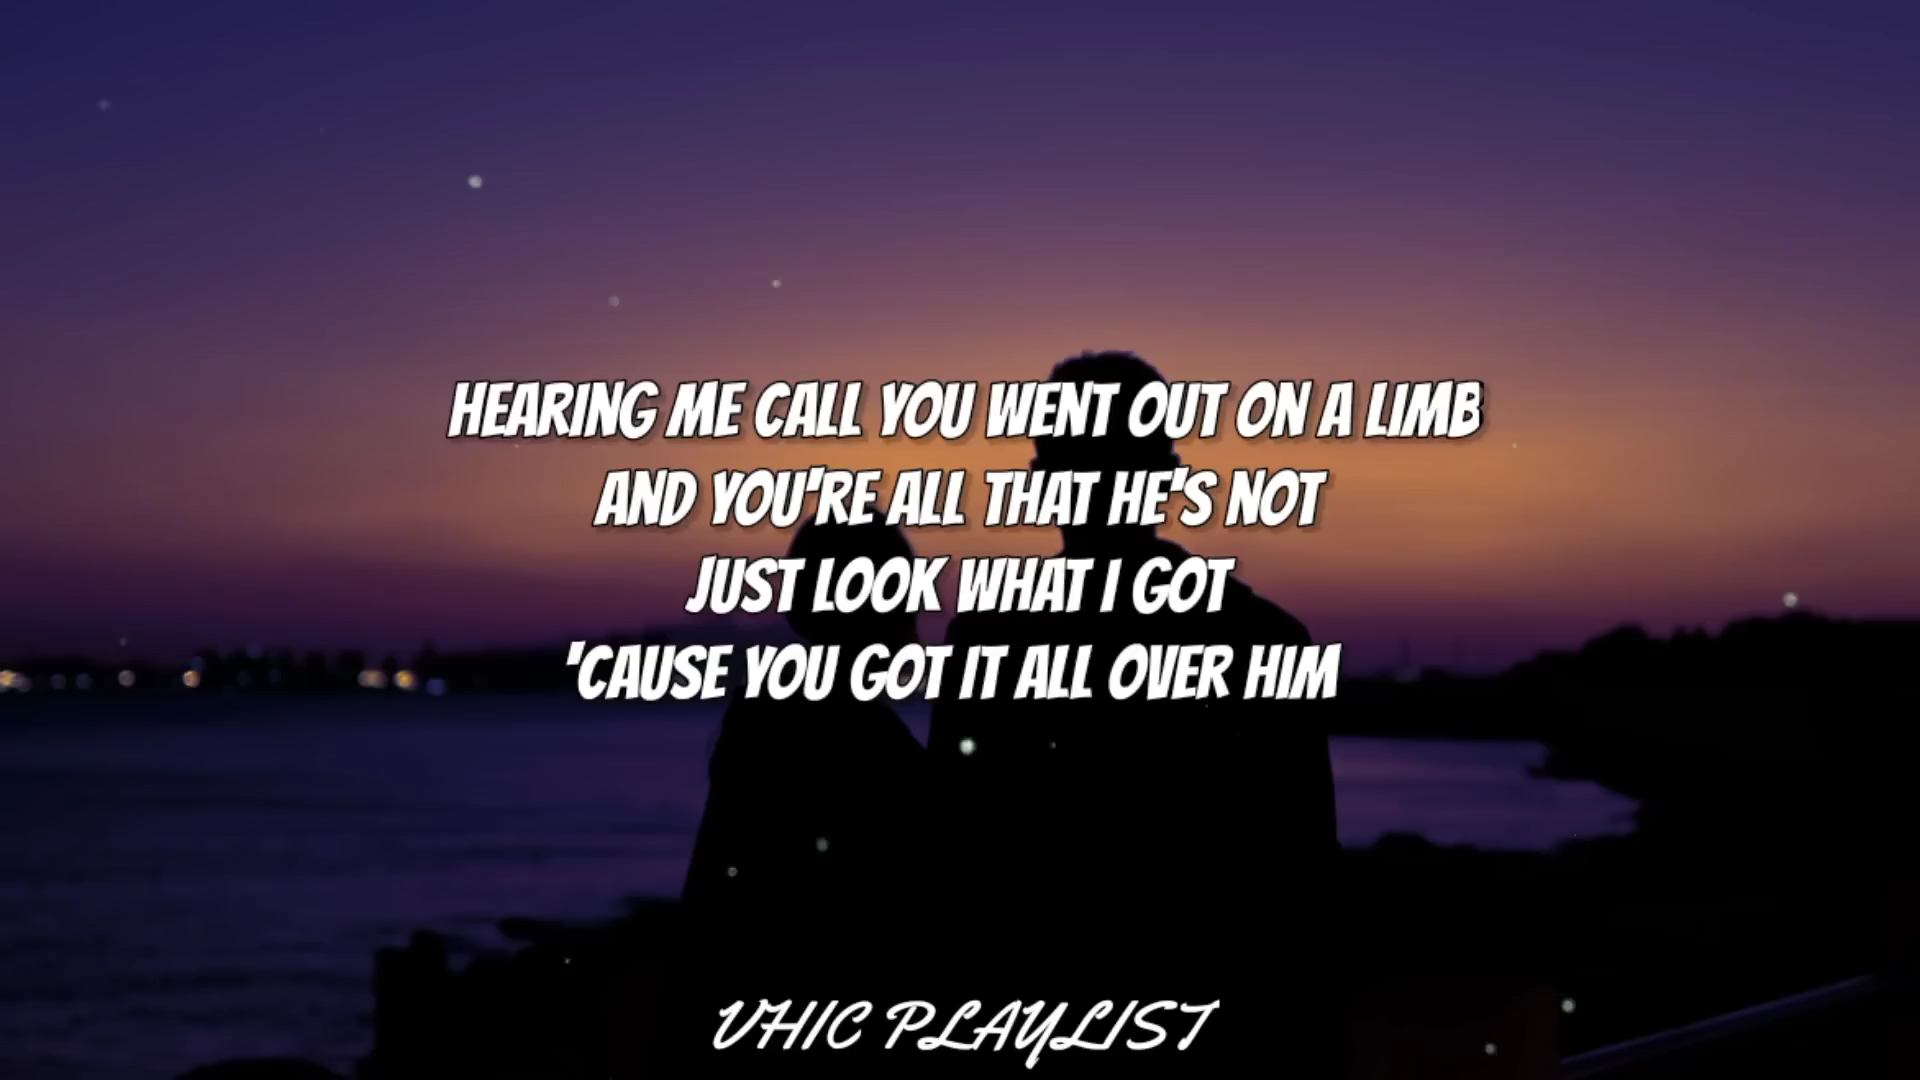 HEARING ME CALL YOU WENT OUT ON A LIMB
AND YOU'RE ALL THAT HE'S NOT
JUST LOOK WHAT I GOT
'CAUSE YOU GOT IT ALL OVER HIM
VHIC PLAYLIST